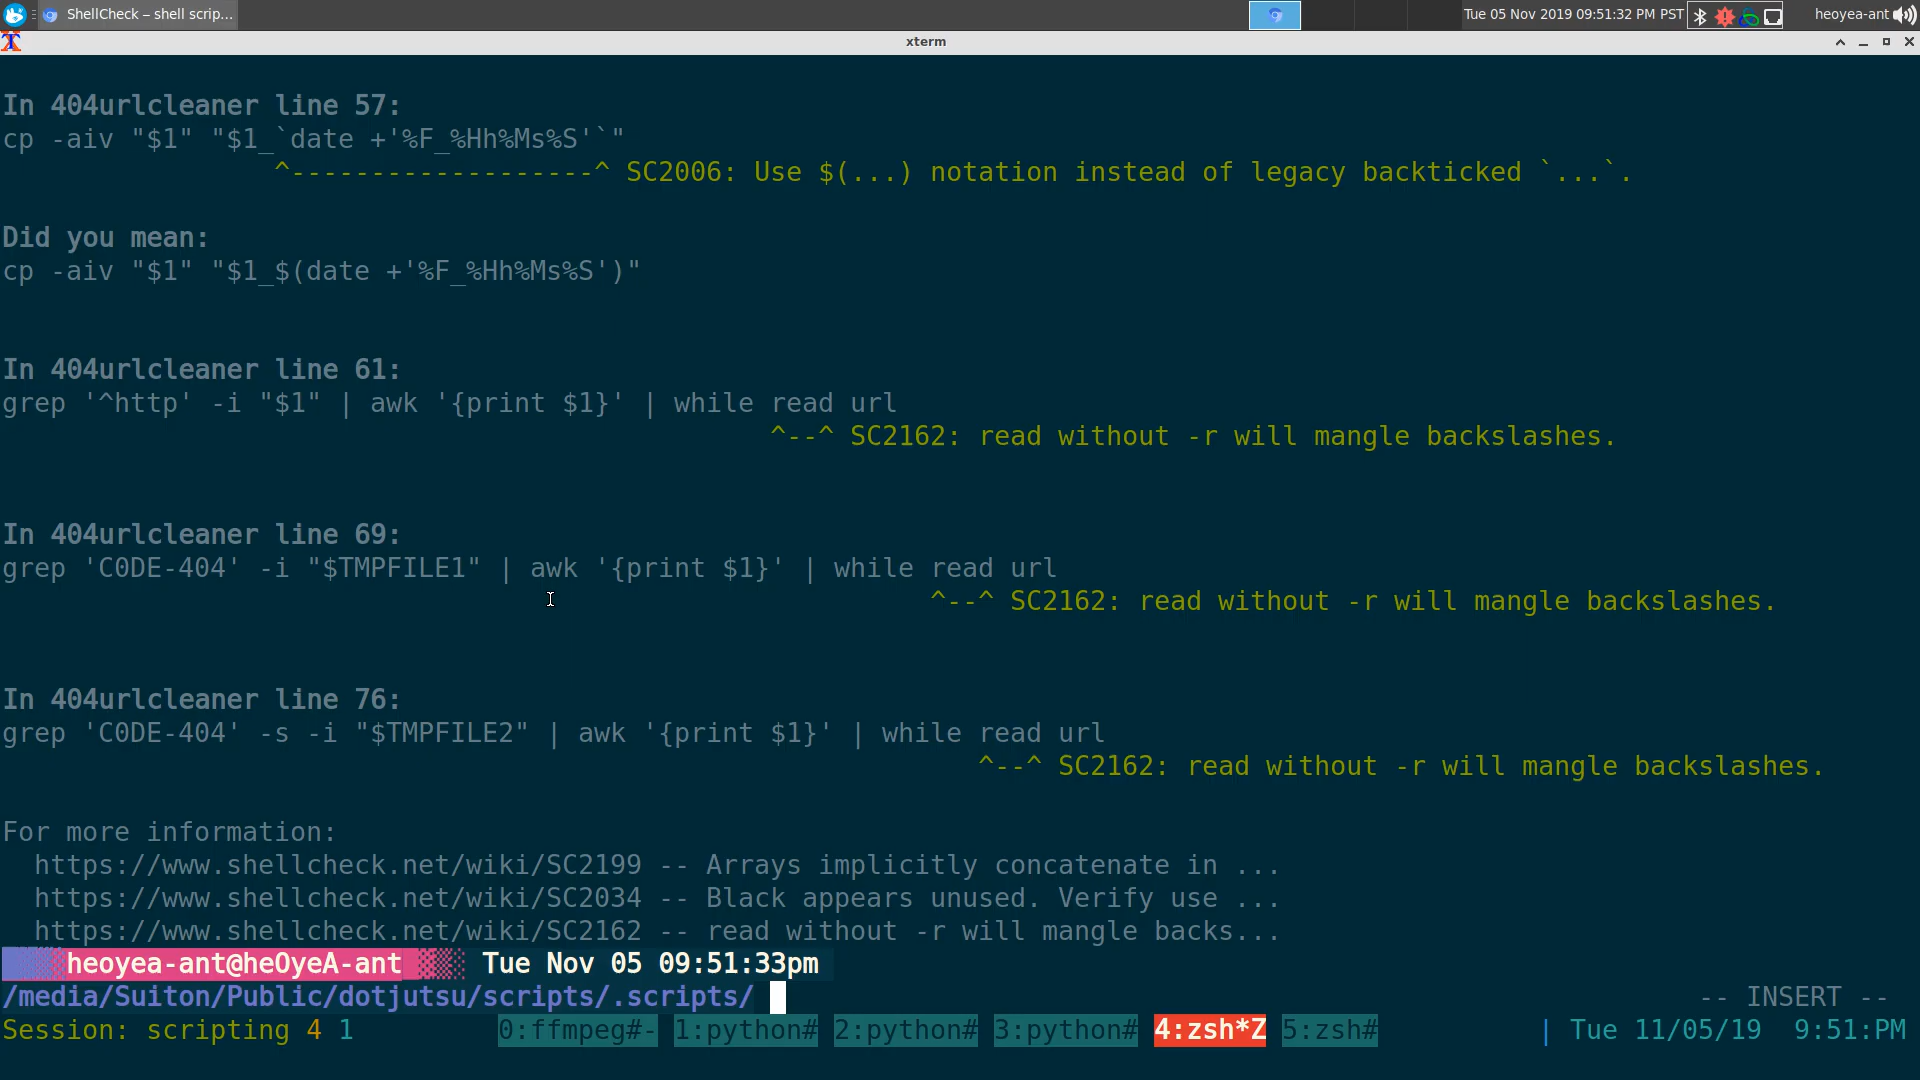 ShellCheck – shell scrip...
Tue 05 Nov 2019 09:51:32 PM PST
heoyea-ant
xterm
In 404urlcleaner line 57:
cp -aiv "$1" "$1_`date +'%F_%Hh%Ms%S'`"
^-------------------^ SC2006: Use $(...) notation instead of legacy backticked `...`.
Did you mean:
cp -aiv "$1" "$1_$(date +'%F_%Hh%Ms%S')"
In 404urlcleaner line 61:
grep '^http' -i "$1" | awk '{print $1}' | while read url
^--^ SC2162: read without -r will mangle backslashes.
In 404urlcleaner line 69:
grep 'C0DE-404' -i "$TMPFILE1" | awk '{print $1}' | while read url
^--^ SC2162: read without -r will mangle backslashes.
In 404urlcleaner line 76:
grep 'C0DE-404' -s -i "$TMPFILE2" | awk '{print $1}' | while read url
^--^ SC2162: read without -r will mangle backslashes.
For more information:
https://www.shellcheck.net/wiki/SC2199 -- Arrays implicitly concatenate in ...
https://www.shellcheck.net/wiki/SC2034 -- Black appears unused. Verify use ...
https://www.shellcheck.net/wiki/SC2162 -- read without -r will mangle backs...
heoyea-ant@heOyeA-ant Tue Nov 05 09:51:33pm
/media/Suiton/Public/dotjutsu/scripts/.scripts/ -- INSERT --
Session: scripting 4 1 0:ffmpeg#- 1:python# 2:python# 3:python# 4:zsh*Z 5:zsh# | Tue 11/05/19 9:51:PM